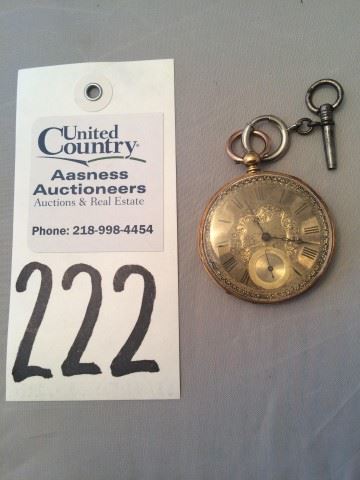 United
Country®
Aasness
Auctioneers
Auctions & Real Estate
Phone: 218-998-4454
222